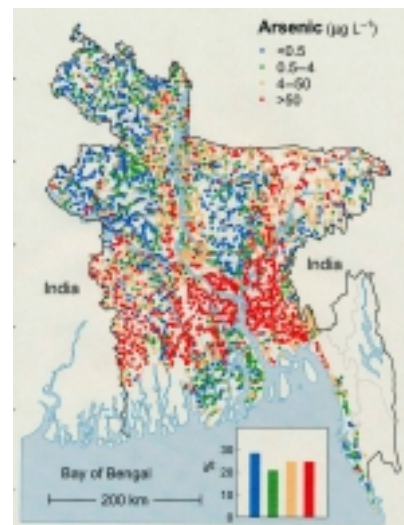 Arsenic (µg L⁻¹)
<0.5
0.5–4
4–50
>50
India
India
Bay of Bengal
200 km
%
30
20
10
0